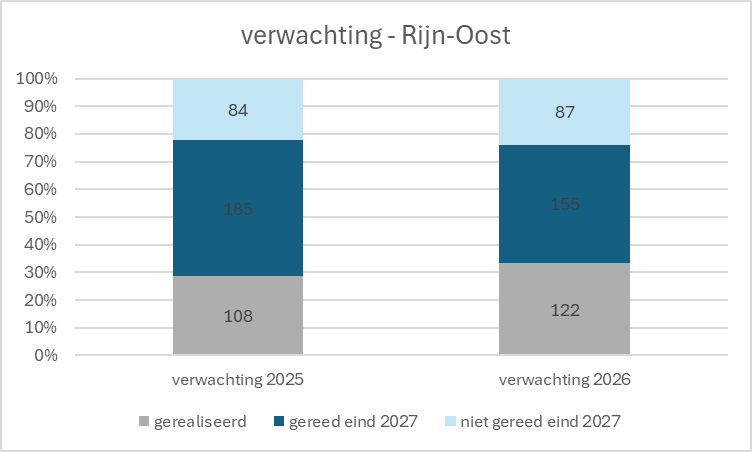 verwachting - Rijn-Oost
100%
90%
80%
70%
60%
50%
40%
30%
20%
10%
0%
84
87
185
155
108
122
verwachting 2025
verwachting 2026
gerealiseerd
gereed eind 2027
niet gereed eind 2027